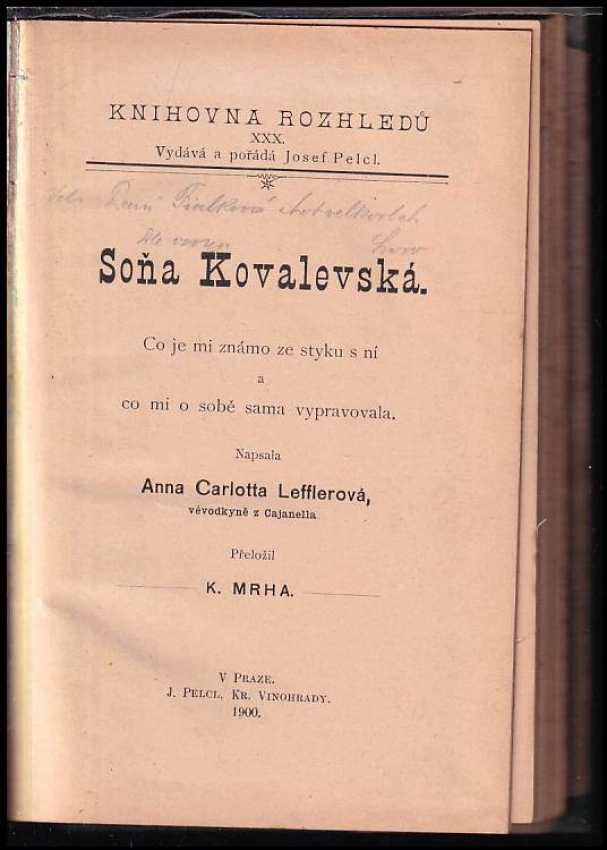 KNIHOVNA ROZHLEDŮ
XXX.
Vydává a pořádá Josef Pelcl.
Soňa Kovalevská.
Co je mi známo ze styku s ní
a
co mi o sobě sama vypravovala.
Napsala
Anna Carlotta Lefflerová,
vévodkyně z Cajanella.
Přeložil
K. MRHA.
V PRAZE.
J. PELCL, KR. VINOHRADY.
1900.